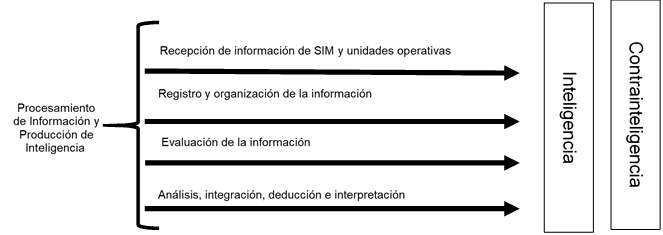 Procesamiento
de Información y
Producción de
Inteligencia
Recepción de información de SIM y unidades operativas
Registro y organización de la información
Evaluación de la información
Análisis, integración, deducción e interpretación
Inteligencia
Contrainteligencia